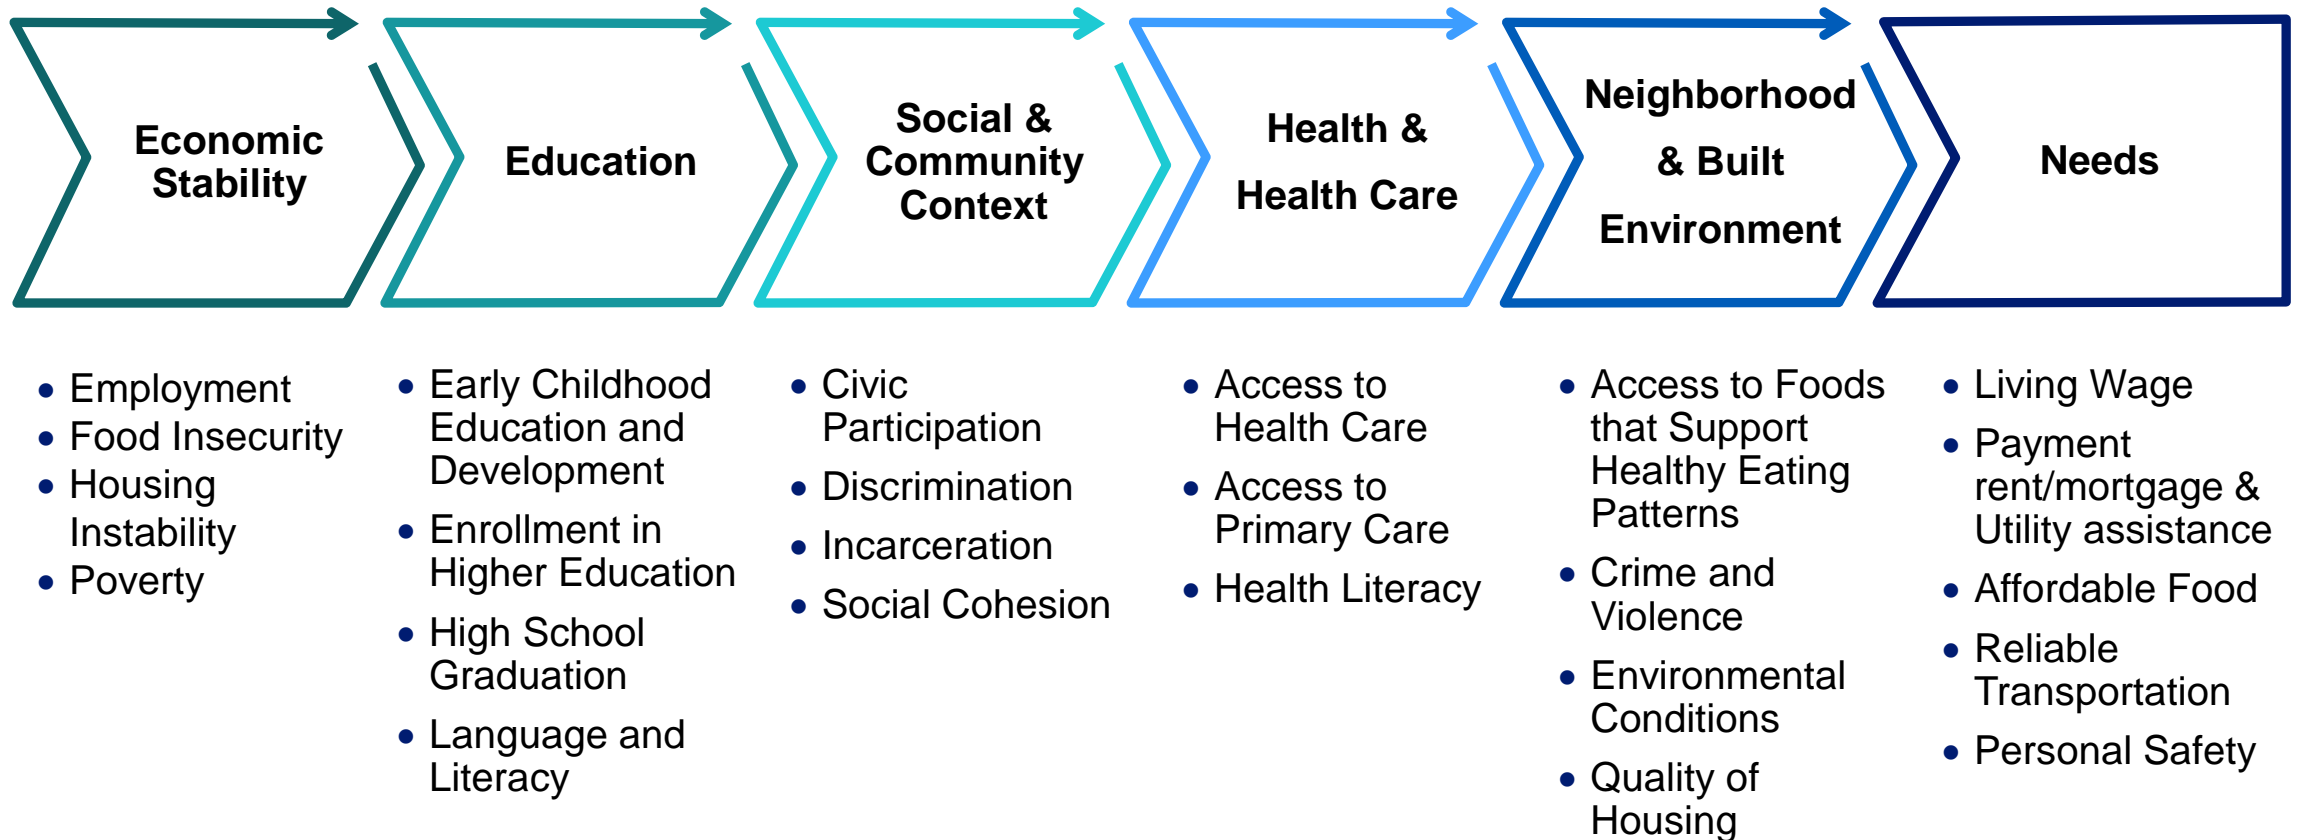 Economic
Stability
Education
Social &
Community
Context
Health &
Health Care
Neighborhood
& Built
Environment
Needs
• Employment
• Food Insecurity
• Housing
Instability
• Poverty
• Early Childhood
Education and
Development
• Enrollment in
Higher Education
• High School
Graduation
• Language and
Literacy
• Civic
Participation
• Discrimination
• Incarceration
• Social Cohesion
• Access to
Health Care
• Access to
Primary Care
• Health Literacy
• Access to Foods
that Support
Healthy Eating
Patterns
• Crime and
Violence
• Environmental
Conditions
• Quality of
Housing
• Living Wage
• Payment
rent/mortgage &
Utility assistance
• Affordable Food
• Reliable
Transportation
• Personal Safety